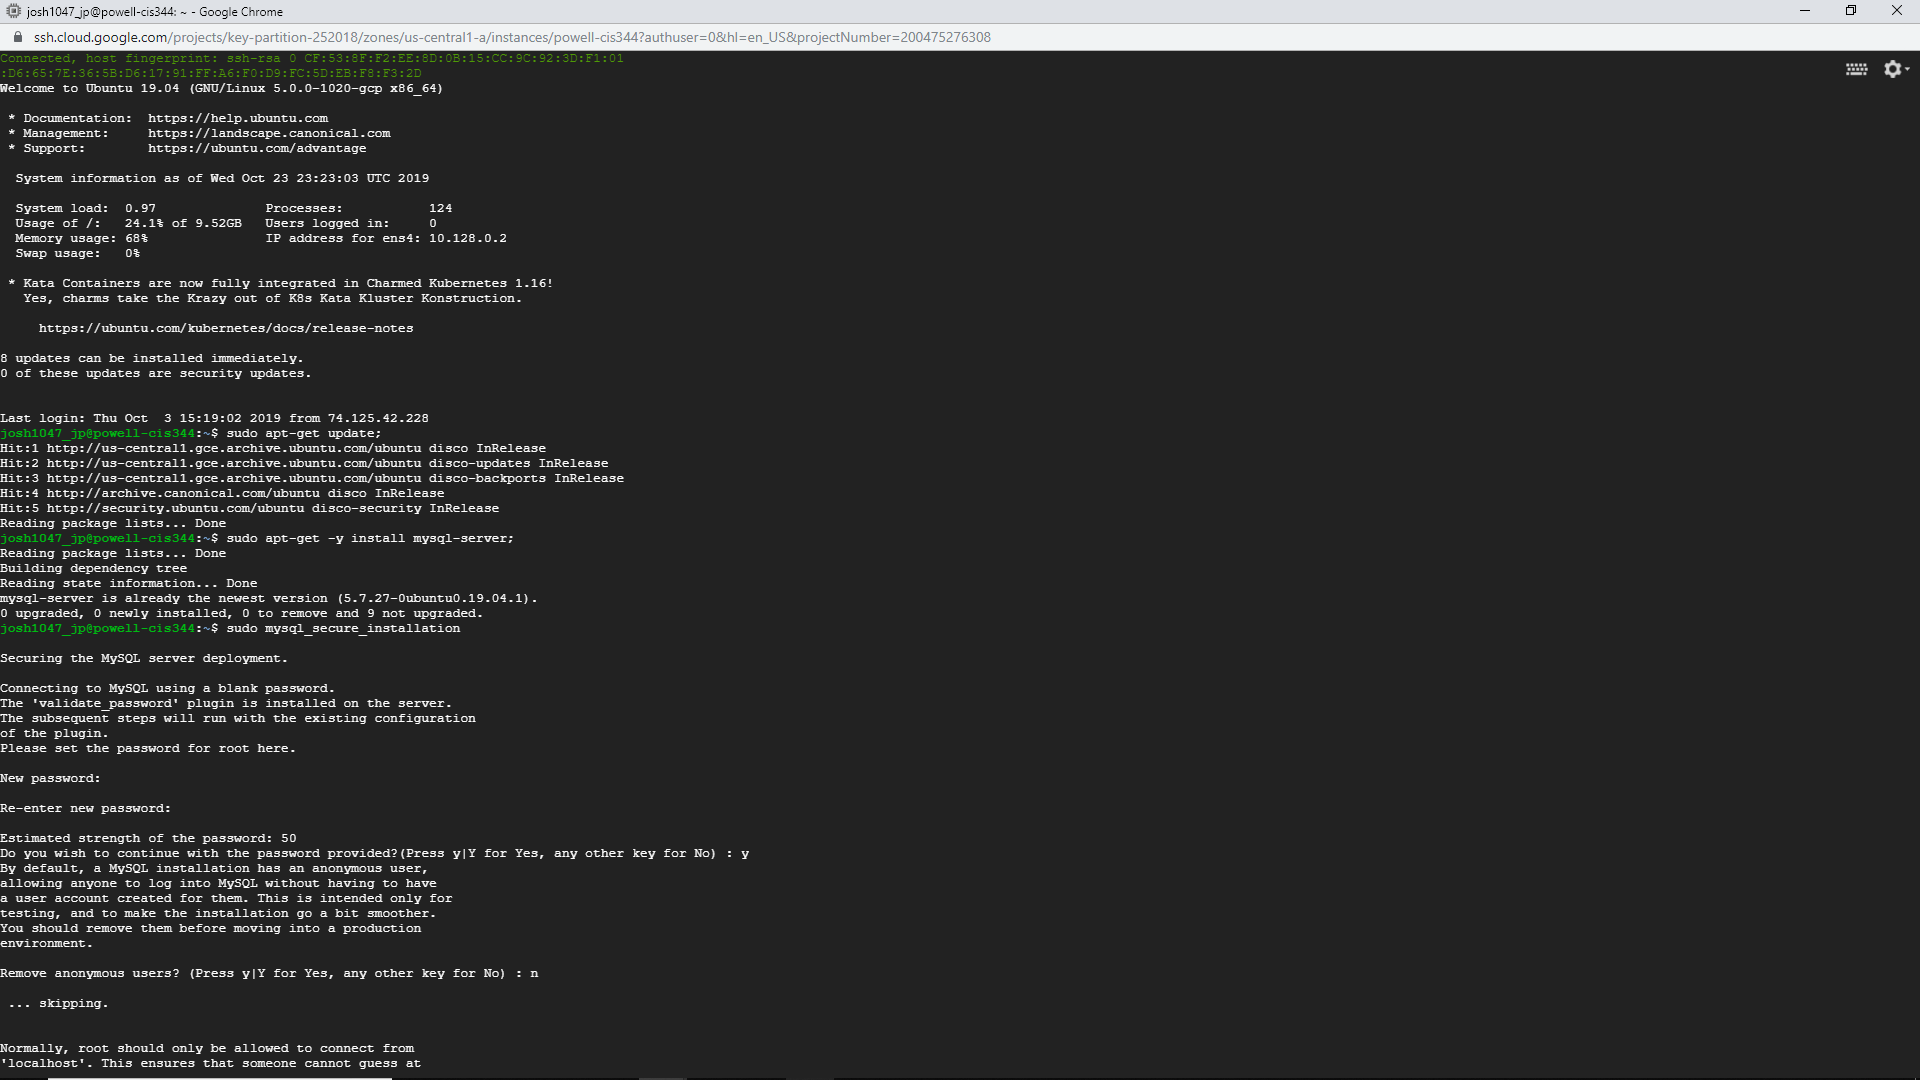 josh1047_jp@powell-cis344: ~ - Google Chrome
ssh.cloud.google.com/projects/key-partition-252018/zones/us-central1-a/instances/powell-cis344?authuser=0&hl=en_US&projectNumber=200475276308
Connected, host fingerprint: ssh-rsa 0 CF:53:8F:F2:EE:8D:0B:15:CC:9C:92:3D:F1:01
:D6:65:7E:36:5B:D6:17:91:FF:A6:F0:D9:FC:5D:EB:F8:F3:2D
Welcome to Ubuntu 19.04 (GNU/Linux 5.0.0-1020-gcp x86_64)
* Documentation:  https://help.ubuntu.com
* Management:     https://landscape.canonical.com
* Support:        https://ubuntu.com/advantage
System information as of Wed Oct 23 23:23:03 UTC 2019
System load:  0.97              Processes:           124
Usage of /:   24.1% of 9.52GB   Users logged in:     0
Memory usage: 68%               IP address for ens4: 10.128.0.2
Swap usage:   0%
* Kata Containers are now fully integrated in Charmed Kubernetes 1.16!
Yes, charms take the Krazy out of K8s Kata Kluster Konstruction.
https://ubuntu.com/kubernetes/docs/release-notes
8 updates can be installed immediately.
0 of these updates are security updates.
Last login: Thu Oct  3 15:19:02 2019 from 74.125.42.228
josh1047_jp@powell-cis344:~$ sudo apt-get update;
Hit:1 http://us-central1.gce.archive.ubuntu.com/ubuntu disco InRelease
Hit:2 http://us-central1.gce.archive.ubuntu.com/ubuntu disco-updates InRelease
Hit:3 http://us-central1.gce.archive.ubuntu.com/ubuntu disco-backports InRelease
Hit:4 http://archive.canonical.com/ubuntu disco InRelease
Hit:5 http://security.ubuntu.com/ubuntu disco-security InRelease
Reading package lists... Done
josh1047_jp@powell-cis344:~$ sudo apt-get -y install mysql-server;
Reading package lists... Done
Building dependency tree
Reading state information... Done
mysql-server is already the newest version (5.7.27-0ubuntu0.19.04.1).
0 upgraded, 0 newly installed, 0 to remove and 9 not upgraded.
josh1047_jp@powell-cis344:~$ sudo mysql_secure_installation
Securing the MySQL server deployment.
Connecting to MySQL using a blank password.
The 'validate_password' plugin is installed on the server.
The subsequent steps will run with the existing configuration
of the plugin.
Please set the password for root here.
New password:
Re-enter new password:
Estimated strength of the password: 50
Do you wish to continue with the password provided?(Press y|Y for Yes, any other key for No) : y
By default, a MySQL installation has an anonymous user,
allowing anyone to log into MySQL without having to have
a user account created for them. This is intended only for
testing, and to make the installation go a bit smoother.
You should remove them before moving into a production
environment.
Remove anonymous users? (Press y|Y for Yes, any other key for No) : n
... skipping.
Normally, root should only be allowed to connect from
'localhost'. This ensures that someone cannot guess at